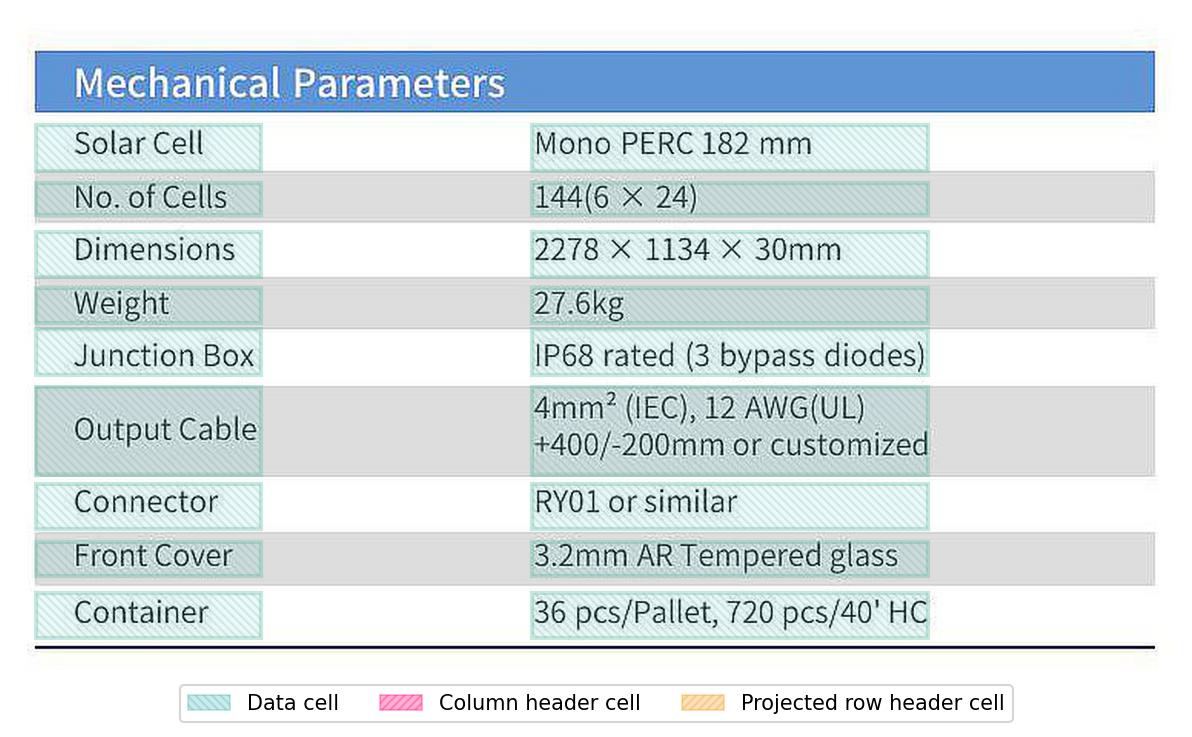 Mechanical Parameters
Solar Cell Mono PERC 182 mm
No. of Cells 144(6 × 24)
Dimensions 2278 × 1134 × 30mm
Weight 27.6kg
Junction Box IP68 rated (3 bypass diodes)
Output Cable 4mm² (IEC), 12 AWG(UL)
+400/-200mm or customized
Connector RY01 or similar
Front Cover 3.2mm AR Tempered glass
Container 36 pcs/Pallet, 720 pcs/40' HC
Data cell Column header cell Projected row header cell